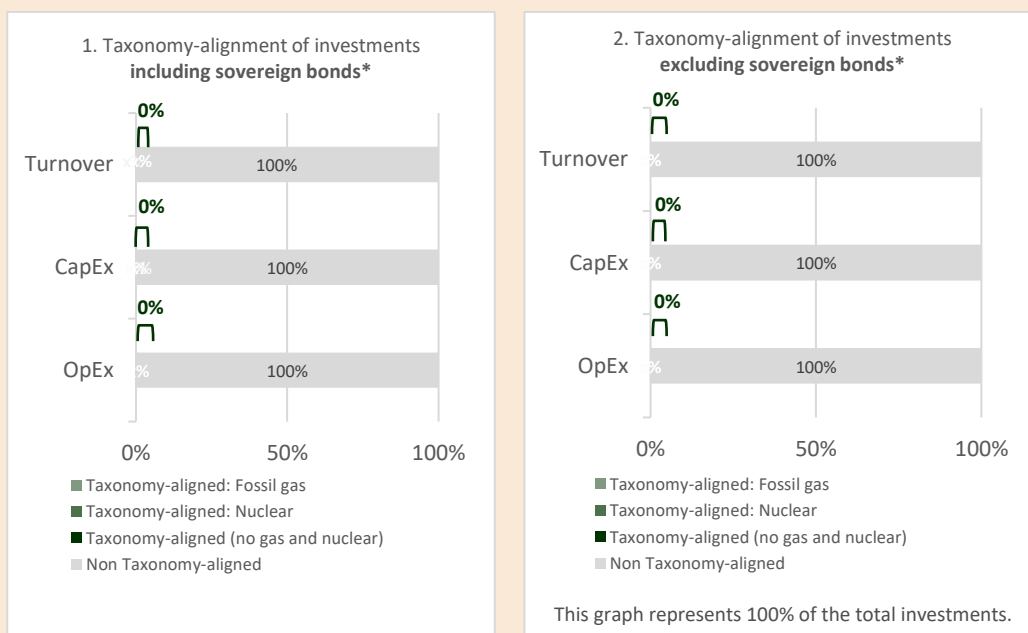 1. Taxonomy-alignment of investments
including sovereign bonds*
0%
Turnover
100%
0%
CapEx
100%
0%
OpEx
100%
0%
50%
100%
Taxonomy-aligned: Fossil gas
Taxonomy-aligned: Nuclear
Taxonomy-aligned (no gas and nuclear)
Non Taxonomy-aligned
2. Taxonomy-alignment of investments
excluding sovereign bonds*
0%
Turnover
100%
0%
CapEx
100%
0%
OpEx
100%
0%
50%
100%
Taxonomy-aligned: Fossil gas
Taxonomy-aligned: Nuclear
Taxonomy-aligned (no gas and nuclear)
Non Taxonomy-aligned
This graph represents 100% of the total investments.